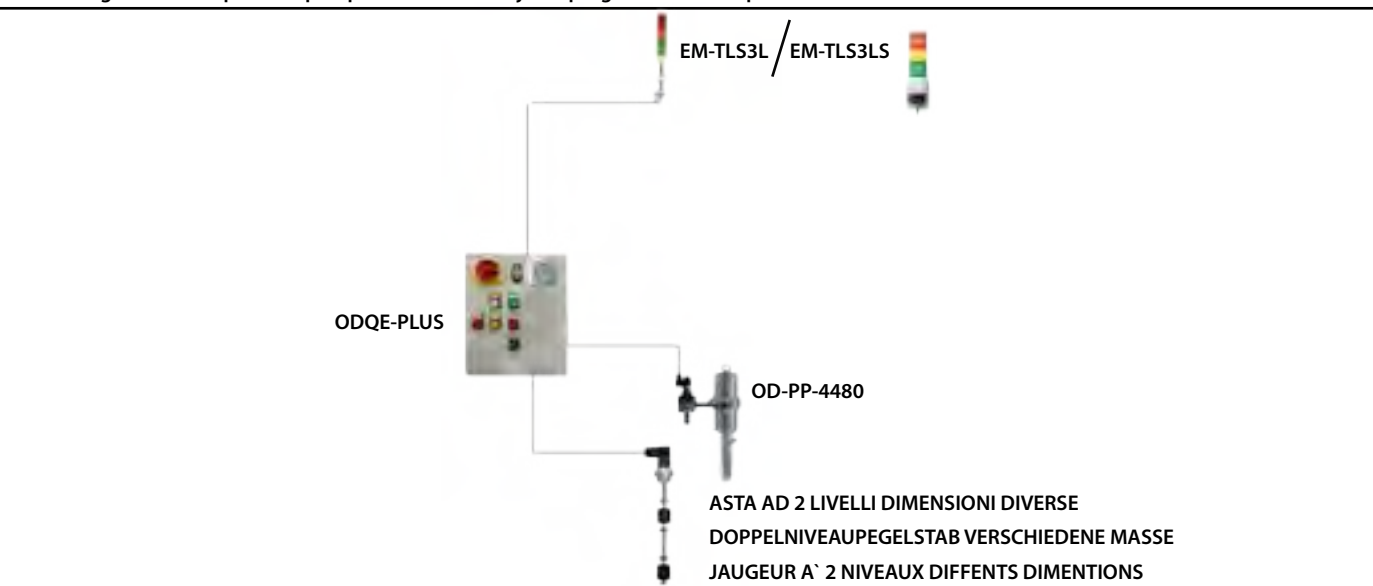 EM-TLS3L / EM-TLS3LS
ODQE-PLUS
OD-PP-4480
ASTA AD 2 LIVELLI DIMENSIONI DIVERSE
DOPPELNIVEAUPEGELSTAB VERSCHIEDENE MASSE
JAUGEUR A` 2 NIVEAUX DIFFENTS DIMENTIONS